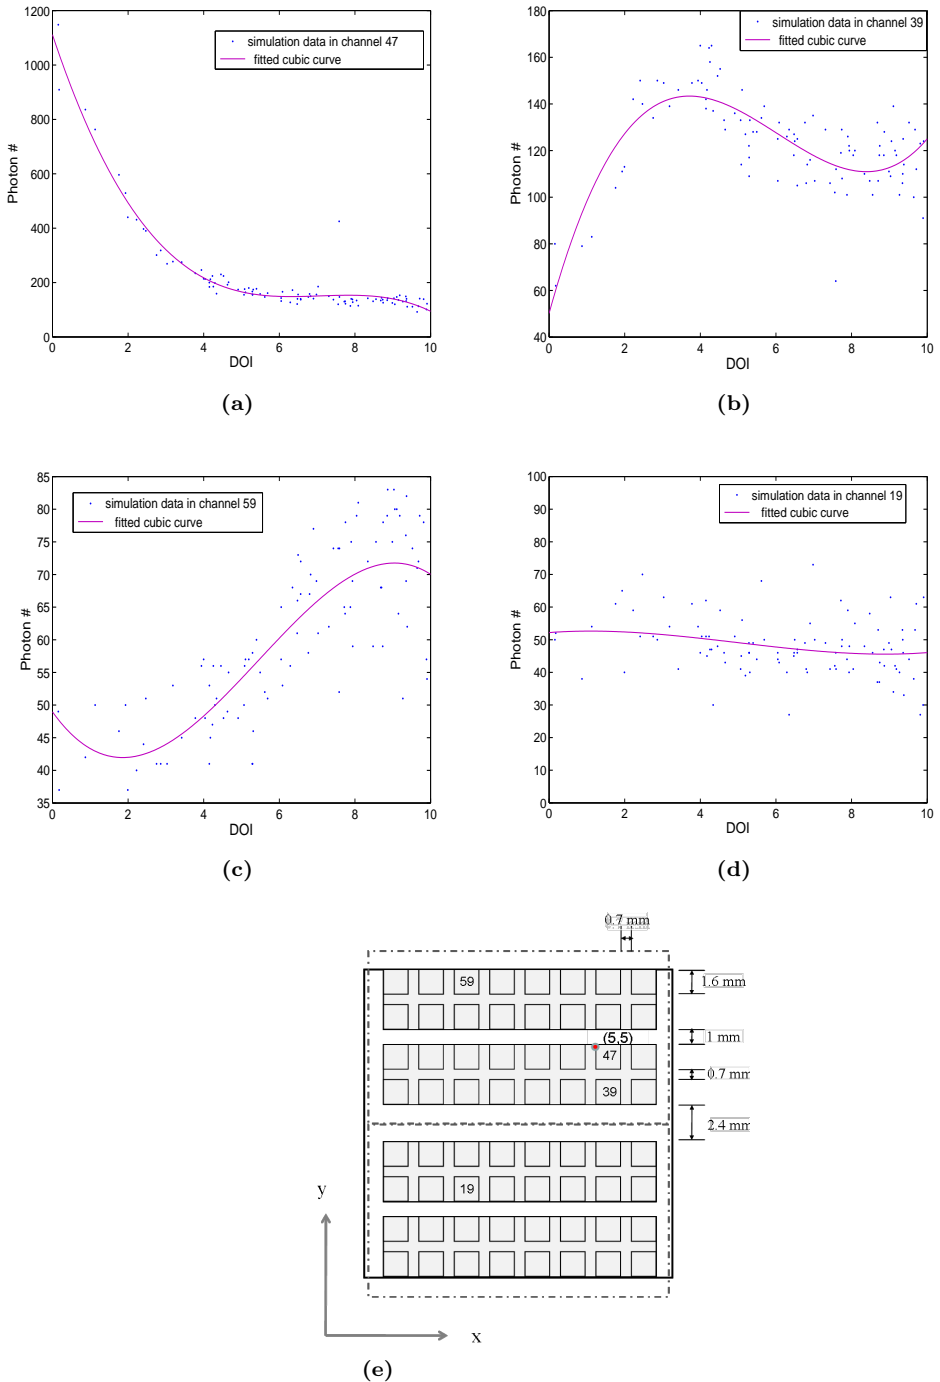 1200
1000
800
600
400
200
0
Photon #
simulation data in channel 47
fitted cubic curve
0 2 4 6 8 10
DOI
(a)
180
160
140
120
100
80
60
40
Photon #
simulation data in channel 39
fitted cubic curve
0 2 4 6 8 10
DOI
(b)
85
80
75
70
65
60
55
50
45
40
35
Photon #
simulation data in channel 59
fitted cubic curve
0 2 4 6 8 10
DOI
(c)
100
90
80
70
60
50
40
30
20
10
0
Photon #
simulation data in channel 19
fitted cubic curve
0 2 4 6 8 10
DOI
(d)
0.7 mm
59
1.6 mm
(5,5)
1 mm
47
0.7 mm
39
2.4 mm
19
y
x
(e)